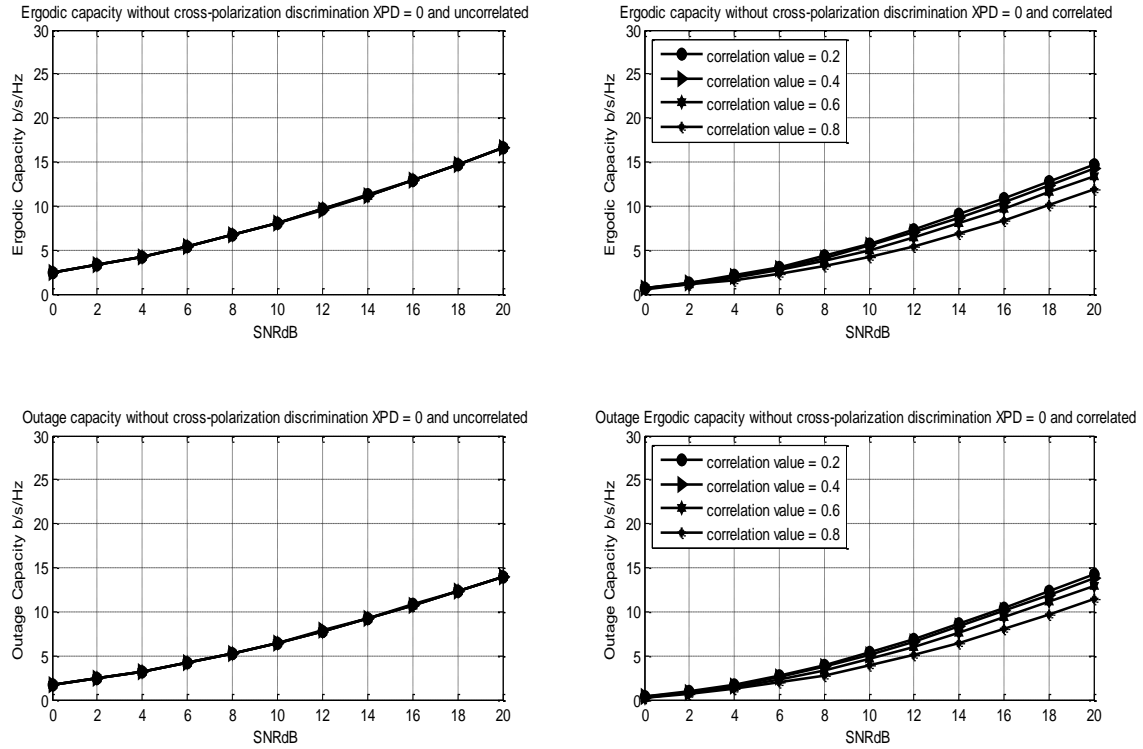 Ergodic capacity without cross-polarization discrimination XPD = 0 and uncorrelated
30
25
20
15
10
5
0
Ergodic Capacity b/s/Hz
0 2 4 6 8 10 12 14 16 18 20
SNRdB
Ergodic capacity without cross-polarization discrimination XPD = 0 and correlated
30
25
20
15
10
5
0
Ergodic Capacity b/s/Hz
correlation value = 0.2
correlation value = 0.4
correlation value = 0.6
correlation value = 0.8
0 2 4 6 8 10 12 14 16 18 20
SNRdB
Outage capacity without cross-polarization discrimination XPD = 0 and uncorrelated
30
25
20
15
10
5
0
Outage Capacity b/s/Hz
0 2 4 6 8 10 12 14 16 18 20
SNRdB
Outage Ergodic capacity without cross-polarization discrimination XPD = 0 and correlated
30
25
20
15
10
5
0
Outage Capacity b/s/Hz
correlation value = 0.2
correlation value = 0.4
correlation value = 0.6
correlation value = 0.8
0 2 4 6 8 10 12 14 16 18 20
SNRdB